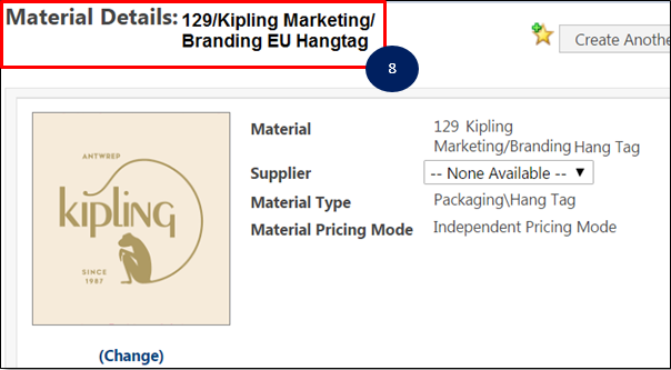 Material Details: 129/Kipling Marketing/
Branding EU Hangtag
Create Anothe
8
ANTWREP
kipling
SINCE
1987
(Change)
Material 129 Kipling
Marketing/Branding Hang Tag
Supplier -- None Available --
Material Type Packaging\Hang Tag
Material Pricing Mode Independent Pricing Mode